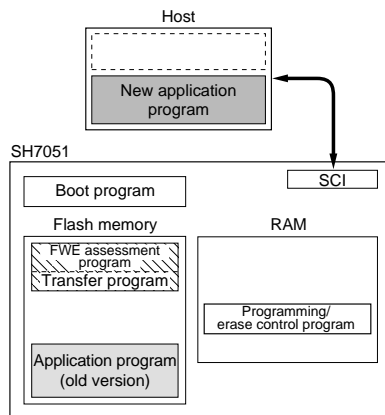 Host
New application
program
SH7051
SCI
Boot program
Flash memory
RAM
FWE assessment
program
Transfer program
Programming/
erase control program
Application program
(old version)